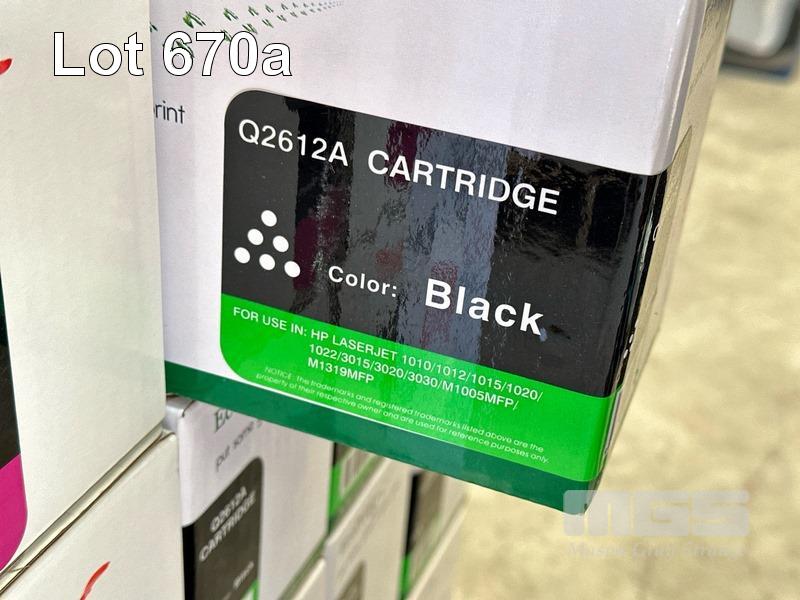 Lot 670a
rint
Q2612A CARTRIDGE
Color: Black
FOR USE IN: HP LASERJET 1010/1012/1015/1020/
1022/3015/3020/3030/M1005MFP/
M1319MFP
NOTICE: The trademarks and registered trademarks listed above are the
property of their respective owner and are used for reference purposes only.
put some
Q2612A
CARTRIDGE
MGS